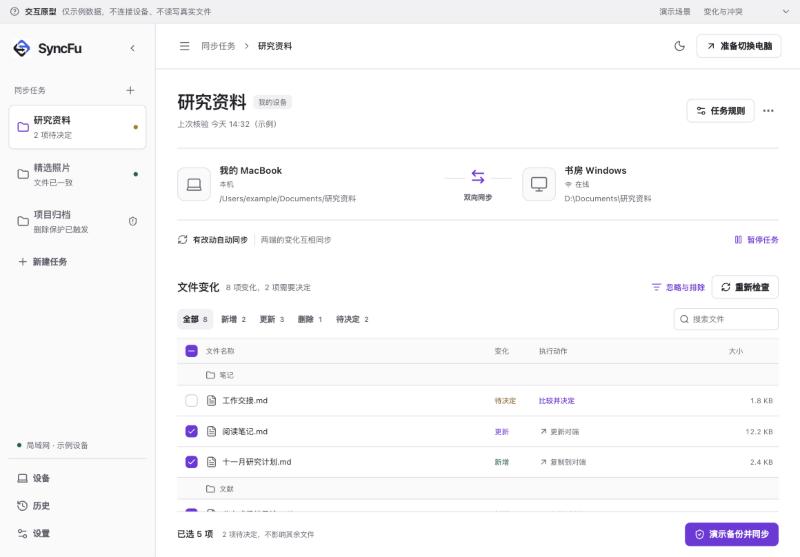 交互原型 仅示例数据，不连接设备、不读写真实文件
演示场景 变化与冲突
SyncFu
同步任务 研究资料
准备切换电脑
同步任务
研究资料
2 项待决定
精选照片
文件已一致
项目归档
删除保护已触发
新建任务
研究资料 我的设备
上次核验 今天 14:32（示例）
任务规则
我的 MacBook
本机
/Users/example/Documents/研究资料
双向同步
书房 Windows
在线
D:\Documents\研究资料
有改动自动同步 两端的变化互相同步
暂停任务
文件变化 8 项变化，2 项需要决定
忽略与排除 重新检查
全部 8 新增 2 更新 3 删除 1 待决定 2
搜索文件
文件名称 变化 执行动作 大小
笔记
工作交接.md 待决定 比较并决定 1.8 KB
阅读笔记.md 更新 更新对端 12.2 KB
十一月研究计划.md 新增 复制到对端 2.4 KB
文献
局域网 · 示例设备
设备
历史
设置
已选 5 项 2 项待决定，不影响其余文件
演示备份并同步